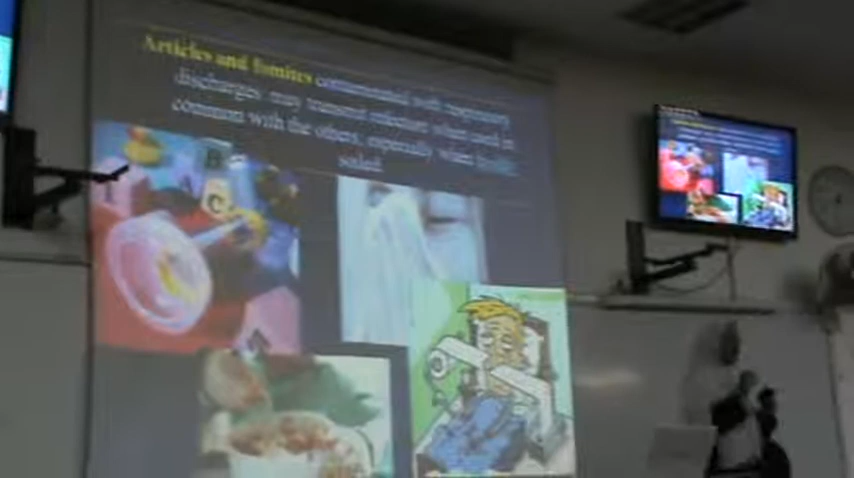 Articles and fomites contaminated with respiratory
discharges may transmit infection when used in
common with the others, especially when freshly
soiled
B
A
C